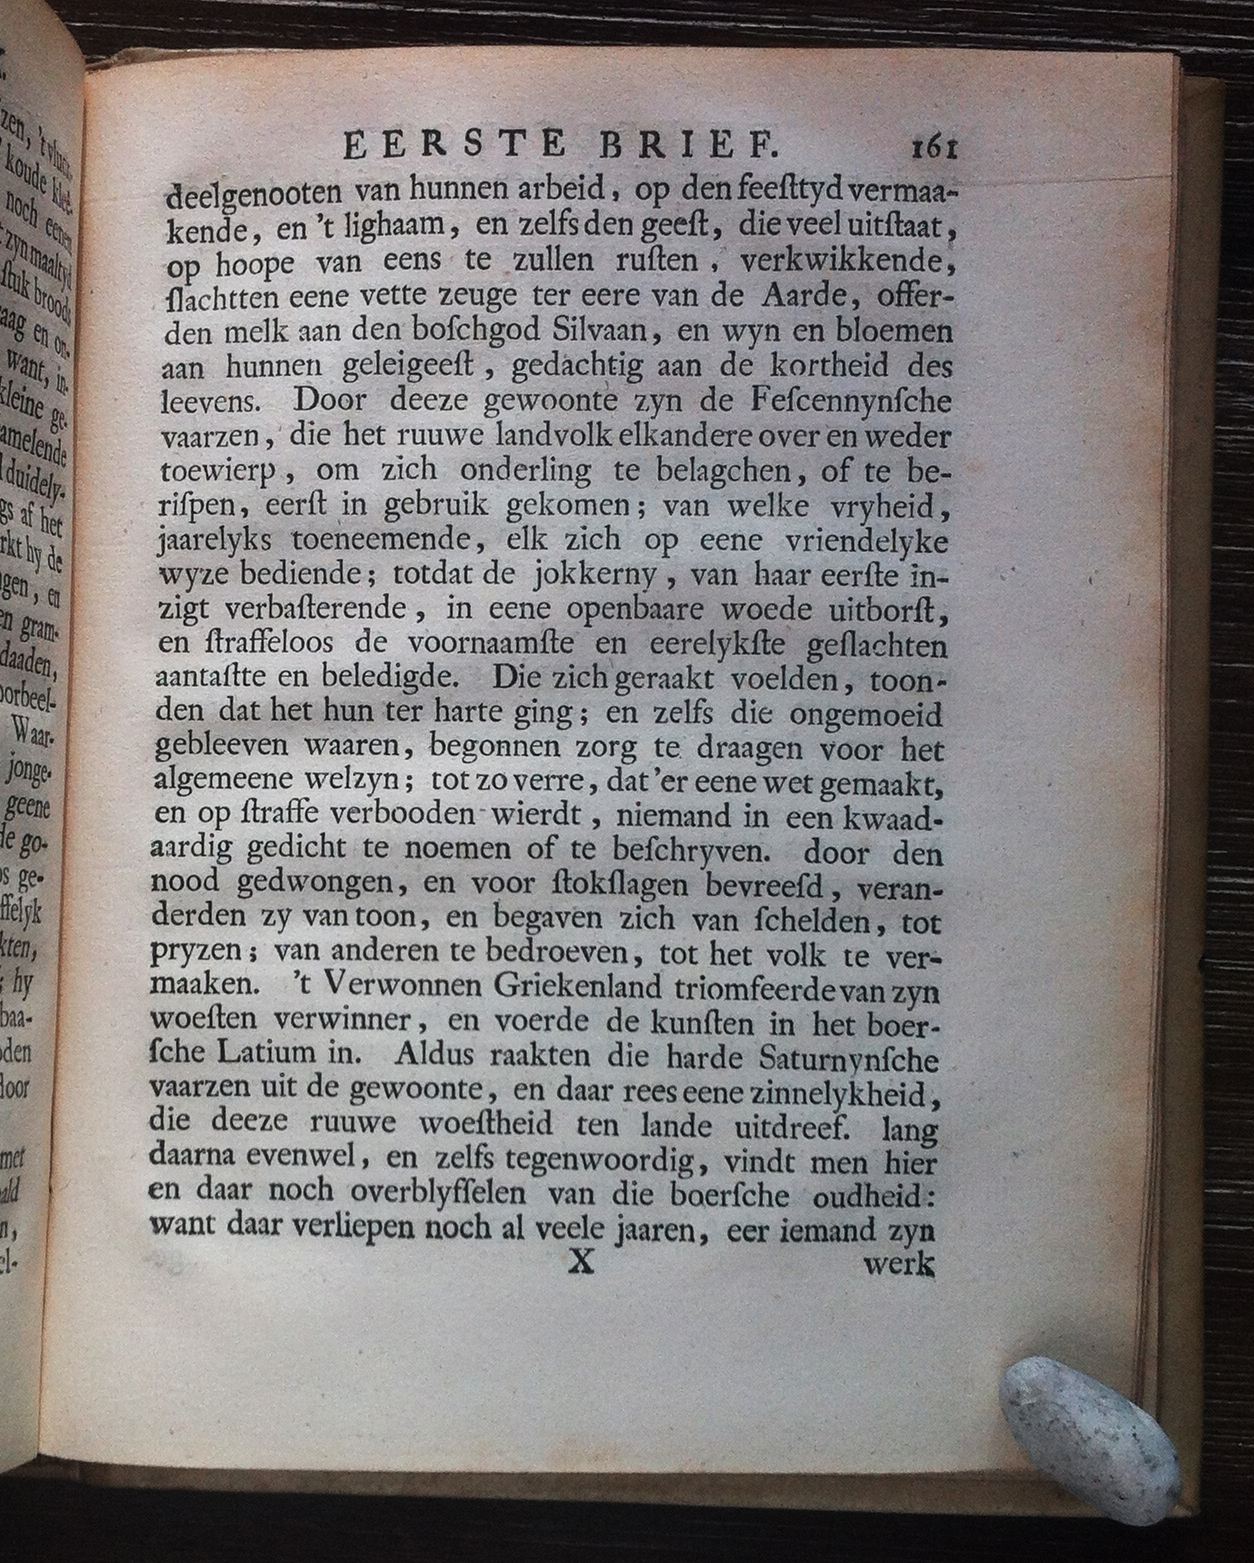 EERSTE BRIEF. 161
deelgenooten van hunnen arbeid, op den feeſttyd vermaa-
kende, en 't lighaam, en zelfs den geeſt, die veel uitſtaat,
op hoope van eens te zullen ruſten, verkwikkende,
ſlachtten eene vette zeuge ter eere van de Aarde, offer-
den melk aan den boſchgod Silvaan, en wyn en bloemen
aan hunnen geleigeeſt, gedachtig aan de kortheid des
leevens. Door deeze gewoonte zyn de Feſcennynſche
vaarzen, die het ruuwe landvolk elkandere over en weder
toewierp, om zich onderling te belagchen, of te be-
riſpen, eerſt in gebruik gekomen; van welke vryheid,
jaarelyks toeneemende, elk zich op eene vriendelyke
wyze bediende; totdat de jokkerny, van haar eerſte in-
zigt verbaſterende, in eene openbaare woede uitborſt,
en ſtraffeloos de voornaamſte en eerelykſte geſlachten
aantaſtte en beledigde. Die zich geraakt voelden, toon-
den dat het hun ter harte ging; en zelfs die ongemoeid
gebleeven waaren, begonnen zorg te draagen voor het
algemeene welzyn; tot zo verre, dat 'er eene wet gemaakt,
en op ſtraffe verbooden wierdt, niemand in een kwaad-
aardig gedicht te noemen of te beſchryven. door den
nood gedwongen, en voor ſtokſlagen bevreeſd, veran-
derden zy van toon, en begaven zich van ſchelden, tot
pryzen; van anderen te bedroeven, tot het volk te ver-
maaken. 't Verwonnen Griekenland triomfeerde van zyn
woeſten verwinner, en voerde de kunſten in het boer-
ſche Latium in. Aldus raakten die harde Saturnynſche
vaarzen uit de gewoonte, en daar rees eene zinnelykheid,
die deeze ruuwe woeſtheid ten lande uitdreef. lang
daarna evenwel, en zelfs tegenwoordig, vindt men hier
en daar noch overblyfſelen van die boerſche oudheid:
want daar verliepen noch al veele jaaren, eer iemand zyn
X werk